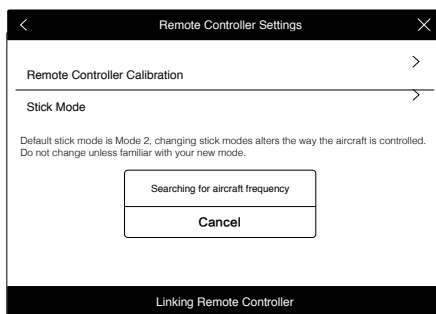 Remote Controller Settings
Remote Controller Calibration
Stick Mode
Default stick mode is Mode 2, changing stick modes alters the way the aircraft is controlled.
Do not change unless familiar with your new mode.
Searching for aircraft frequency
Cancel
Linking Remote Controller